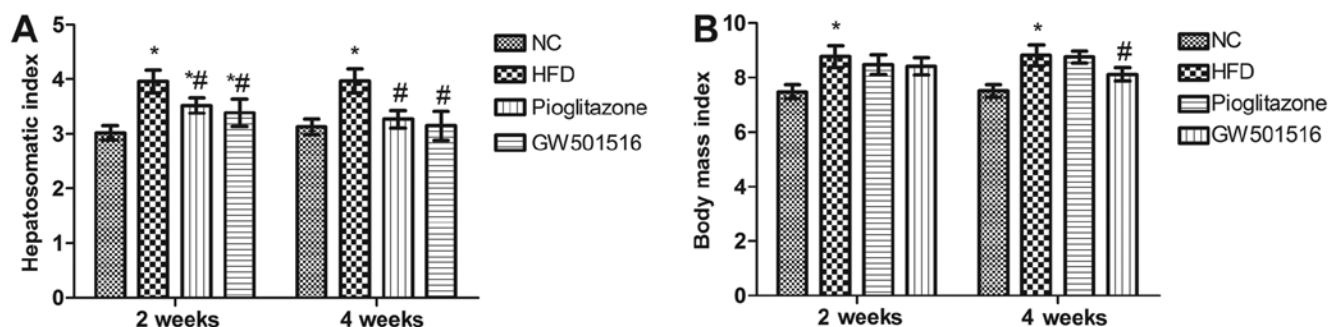 A
Hepatosomatic index
5
4
3
2
1
0
*
*#
*#
*
#
#
2 weeks
4 weeks
NC
HFD
Pioglitazone
GW501516
B
Body mass index
10
8
6
4
2
0
*
*
#
2 weeks
4 weeks
NC
HFD
Pioglitazone
GW501516